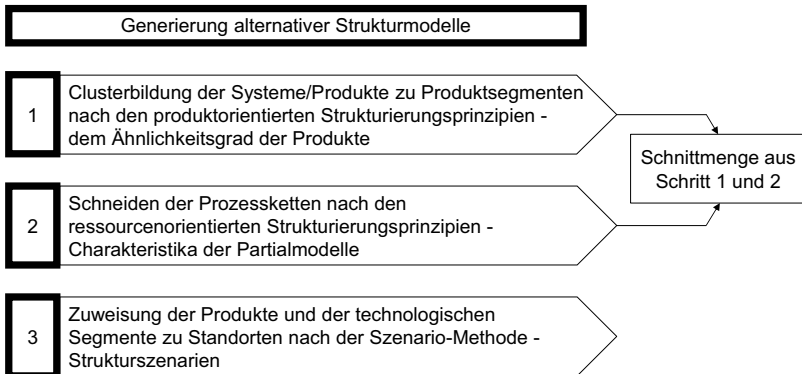 Generierung alternativer Strukturmodelle
1
Clusterbildung der Systeme/Produkte zu Produktsegmenten
nach den produktorientierten Strukturierungsprinzipien -
dem Ähnlichkeitsgrad der Produkte
Schnittmenge aus
Schritt 1 und 2
2
Schneiden der Prozessketten nach den
ressourcenorientierten Strukturierungsprinzipien -
Charakteristika der Partialmodelle
3
Zuweisung der Produkte und der technologischen
Segmente zu Standorten nach der Szenario-Methode -
Strukturszenarien